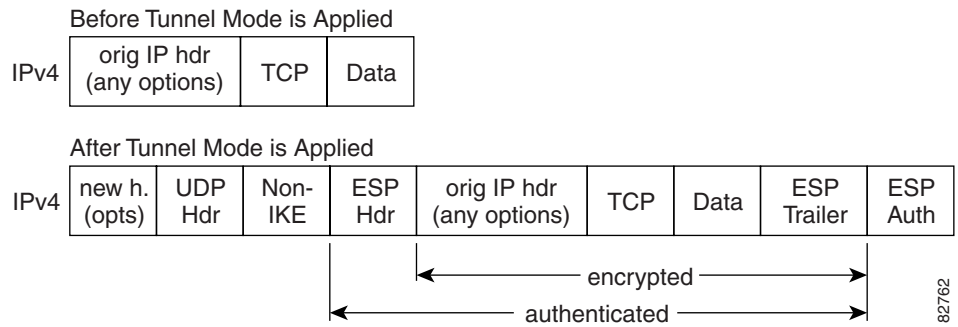 Before Tunnel Mode is Applied
IPv4
orig IP hdr
(any options)
TCP
Data
After Tunnel Mode is Applied
IPv4
new h.
(opts)
UDP
Hdr
Non-
IKE
ESP
Hdr
orig IP hdr
(any options)
TCP
Data
ESP
Trailer
ESP
Auth
encrypted
authenticated
82762